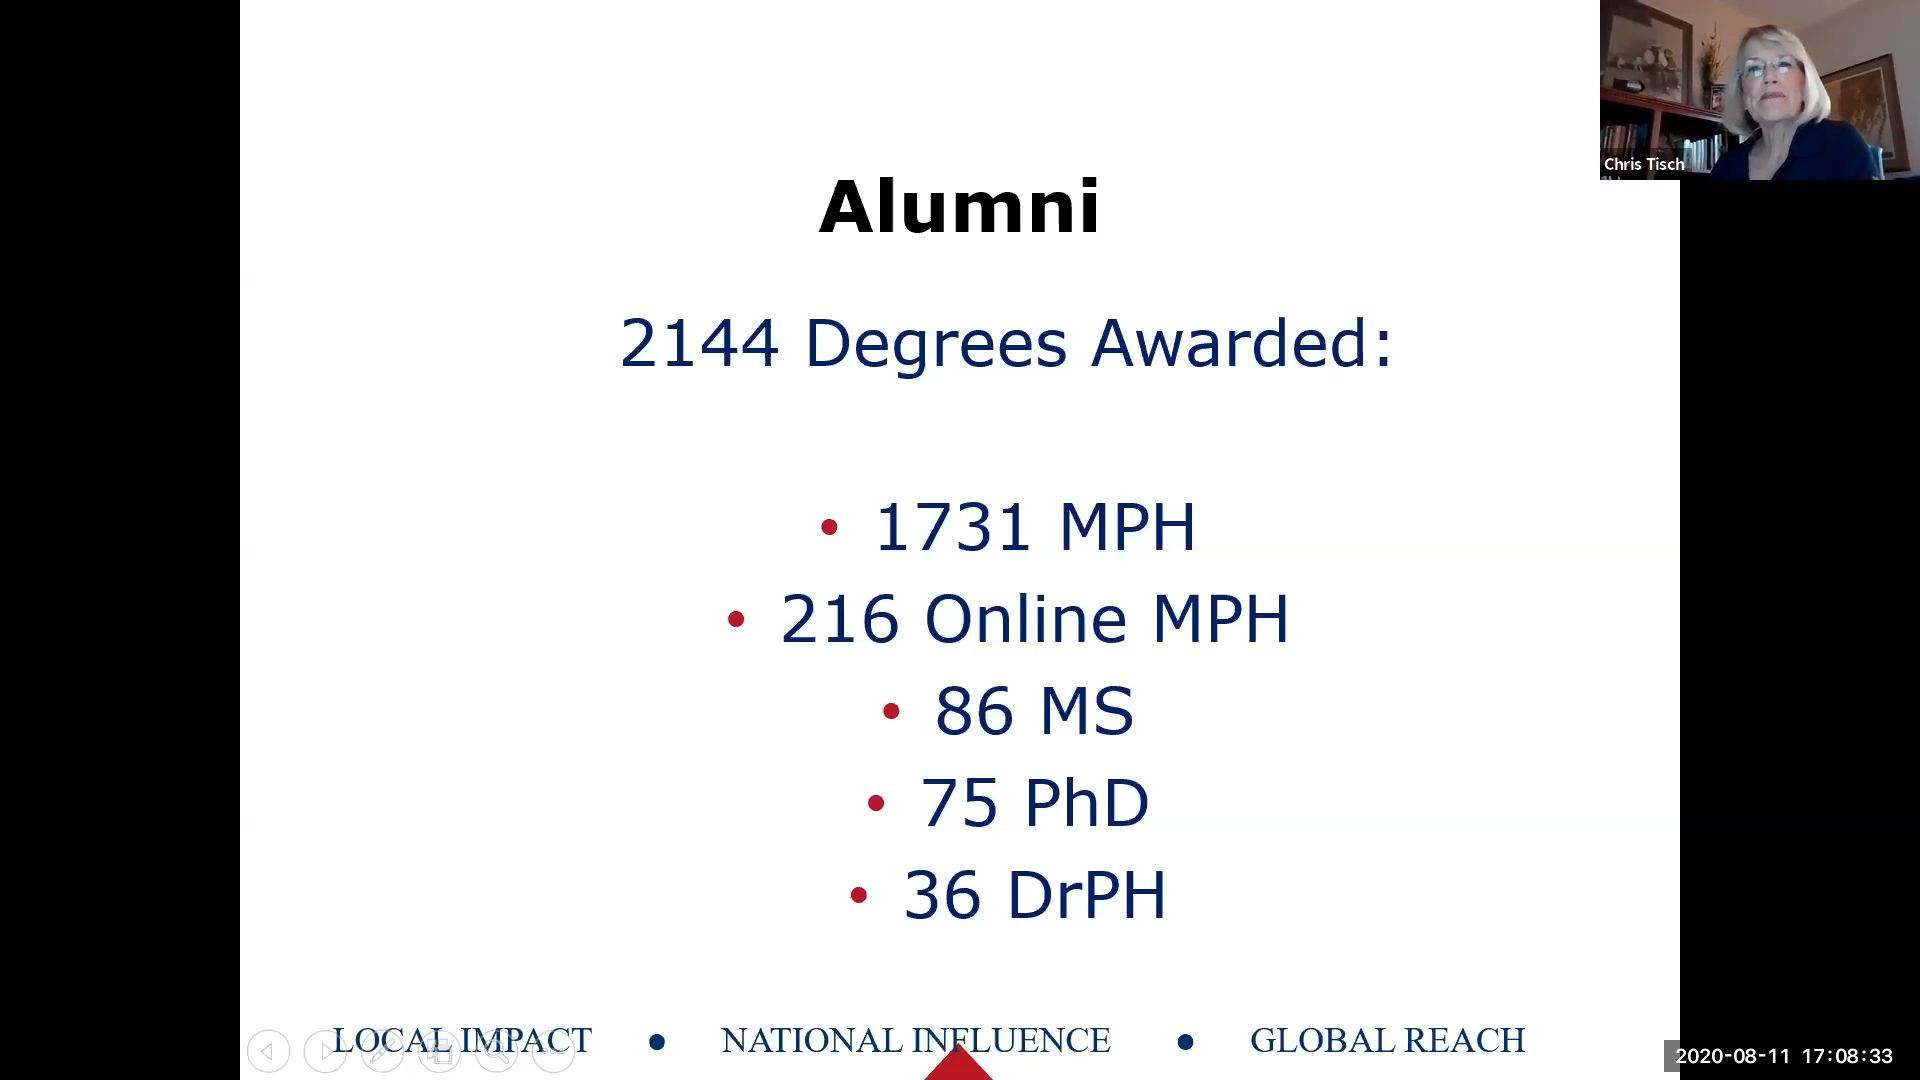 Chris Tisch
Alumni
2144 Degrees Awarded:
• 1731 MPH
• 216 Online MPH
• 86 MS
• 75 PhD
• 36 DrPH
LOCAL IMPACT • NATIONAL INFLUENCE • GLOBAL REACH
2020-08-11 17:08:33